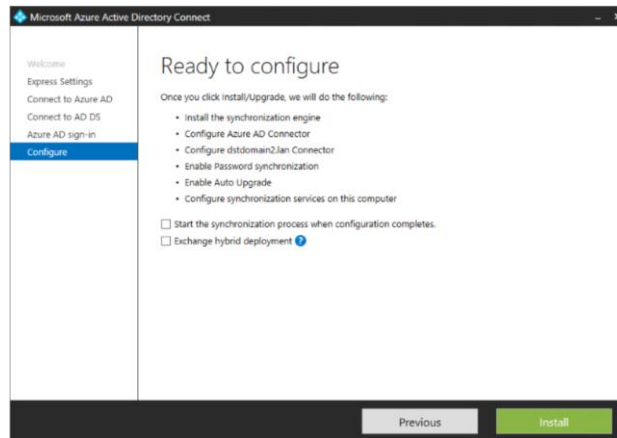 Microsoft Azure Active Directory Connect
Welcome
Express Settings
Connect to Azure AD
Connect to AD DS
Azure AD sign-in
Configure
Ready to configure
Once you click Install/Upgrade, we will do the following:
• Install the synchronization engine
• Configure Azure AD Connector
• Configure dstdomain2.lan Connector
• Enable Password synchronization
• Enable Auto Upgrade
• Configure synchronization services on this computer
Start the synchronization process when configuration completes.
Exchange hybrid deployment ?
Previous
Install